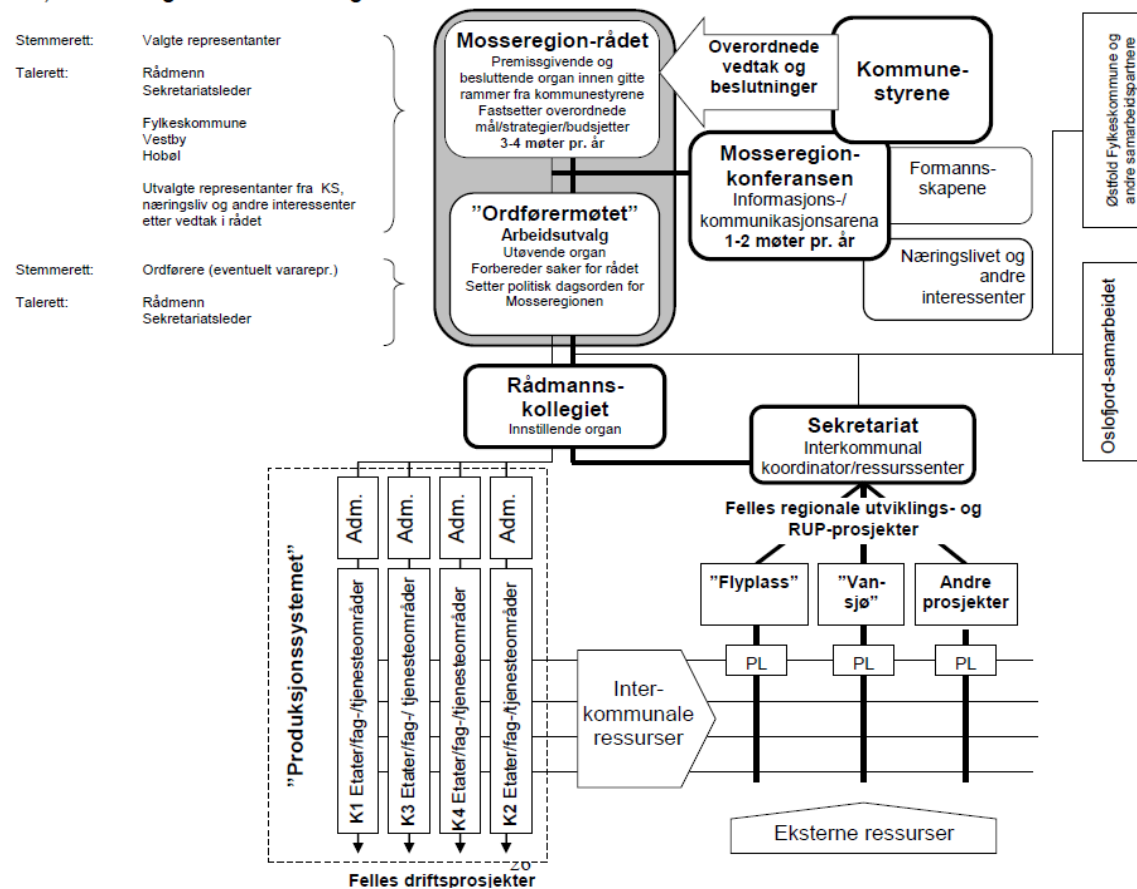 Stemmerett: Valgte representanter
Talerett: Rådmenn
Sekretariatsleder
Fylkeskommune
Vestby
Hobøl
Utvalgte representanter fra KS,
næringsliv og andre interessenter
etter vedtak i rådet
Stemmerett: Ordførere (eventuelt vararepr.)
Talerett: Rådmenn
Sekretariatsleder
Mosseregion-rådet
Premissgivende og
besluttende organ innen gitte
rammer fra kommunestyrene
Fastsetter overordnede
mål/strategier/budsjetter
3-4 møter pr. år
Overordnede
vedtak og
beslutninger
Kommune-
styrene
Mosseregion-
konferansen
Informasjons-/
kommunikasjonsarena
1-2 møter pr. år
Formanns-
skapene
Næringslivet og
andre
interessenter
Østfold Fylkeskommune og
andre samarbeidspartnere
Oslofjord-samarbeidet
”Ordførermøtet”
Arbeidsutvalg
Utøvende organ
Forbereder saker for rådet
Setter politisk dagsorden for
Mosseregionen
Rådmanns-
kollegiet
Innstillende organ
Sekretariat
Interkommunal
koordinator/ressurssenter
Felles regionale utviklings- og
RUP-prosjekter
”Flyplass”
”Van-
sjø”
Andre
prosjekter
PL
PL
PL
”Produksjonssystemet”
Adm.
Adm.
Adm.
Adm.
K1 Etater/fag-/tjenesteområder
K3 Etater/fag-/ tjenesteområder
K4 Etater/fag-/tjenesteområder
K2 Etater/fag-/tjenesteområder
Inter-
kommunale
ressurser
Eksterne ressurser
26
Felles driftsprosjekter